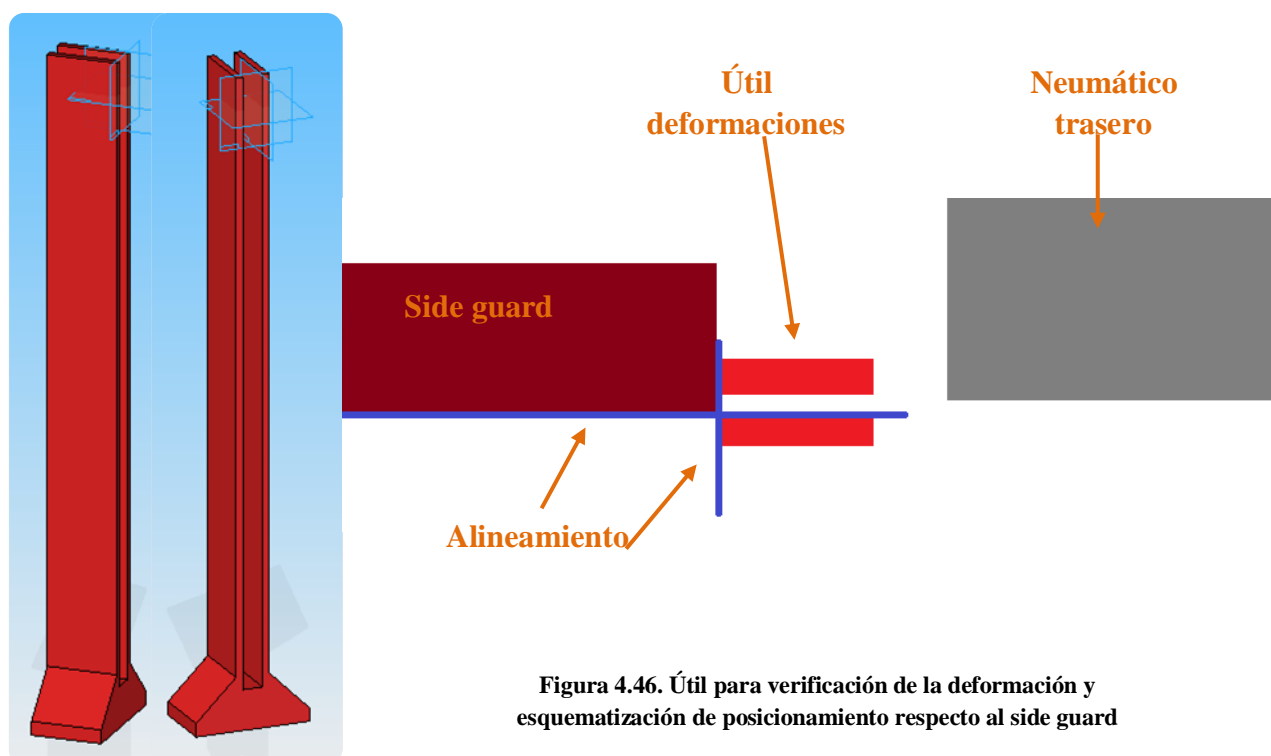 Útil
deformaciones
Neumático
trasero
Side guard
Alineamiento
Figura 4.46. Útil para verificación de la deformación y
esquematización de posicionamiento respecto al side guard